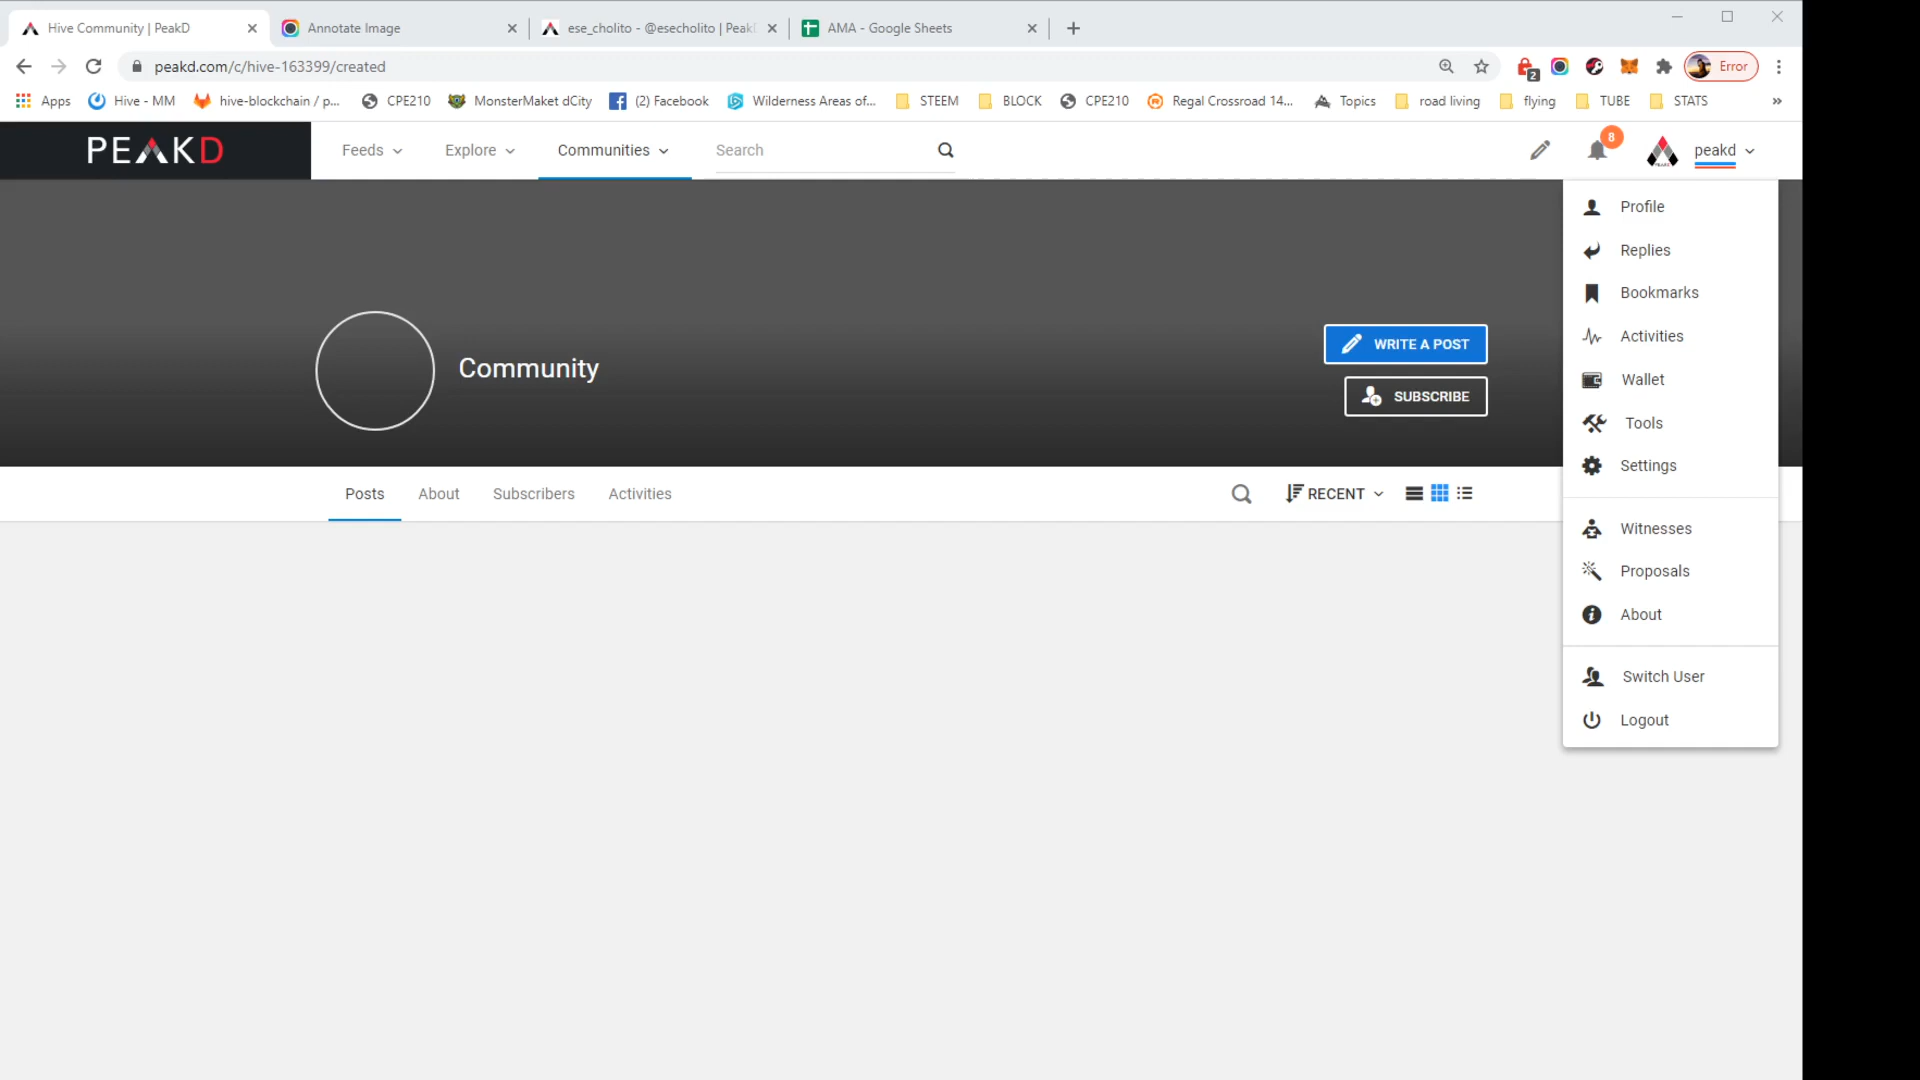 Hive Community | PeakD
Annotate Image
ese_cholito - @esecholito | Peak
AMA - Google Sheets
peakd.com/c/hive-163399/created
2
Error
Apps
Hive - MM
hive-blockchain / p...
CPE210
MonsterMaket dCity
(2) Facebook
Wilderness Areas of...
STEEM
BLOCK
CPE210
Regal Crossroad 14...
Topics
road living
flying
TUBE
STATS
»
PEAKD
Feeds
Explore
Communities
Search
8
peakd
Profile
Replies
Bookmarks
Activities
Wallet
Tools
Settings
Witnesses
Proposals
About
Switch User
Logout
Community
WRITE A POST
SUBSCRIBE
Posts
About
Subscribers
Activities
RECENT